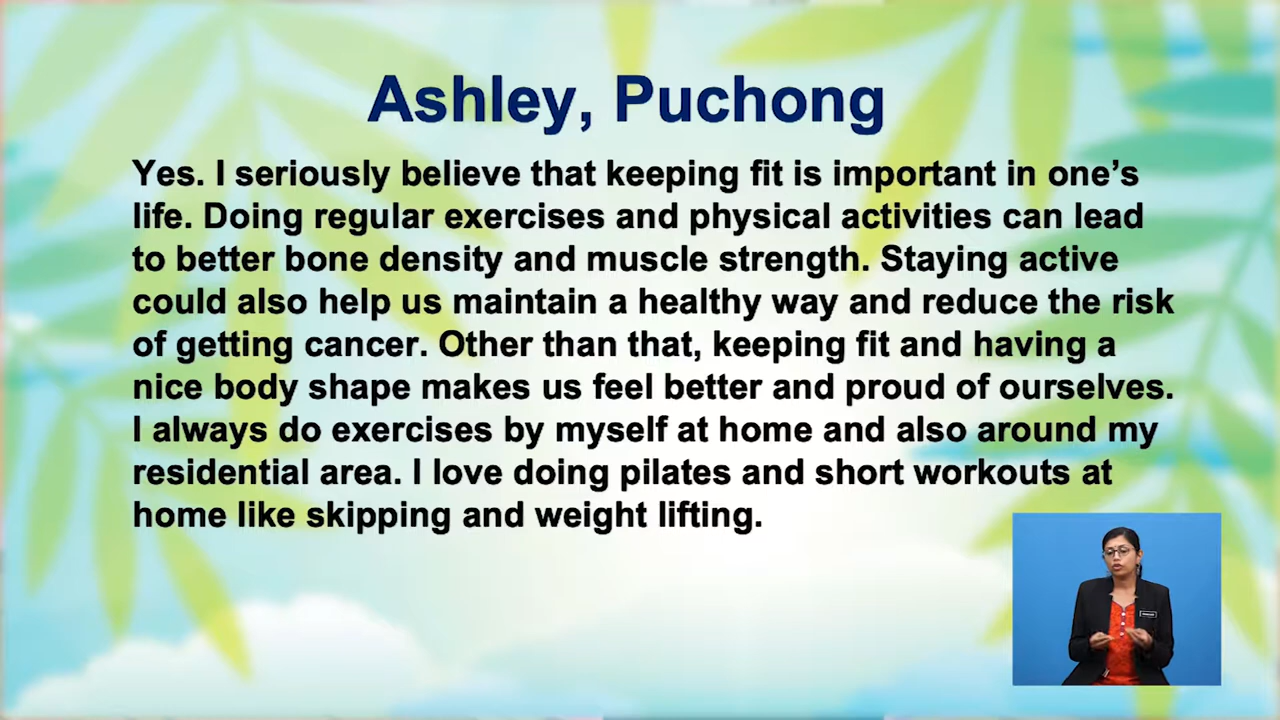 Ashley, Puchong
Yes. I seriously believe that keeping fit is important in one’s
life. Doing regular exercises and physical activities can lead
to better bone density and muscle strength. Staying active
could also help us maintain a healthy way and reduce the risk
of getting cancer. Other than that, keeping fit and having a
nice body shape makes us feel better and proud of ourselves.
I always do exercises by myself at home and also around my
residential area. I love doing pilates and short workouts at
home like skipping and weight lifting.